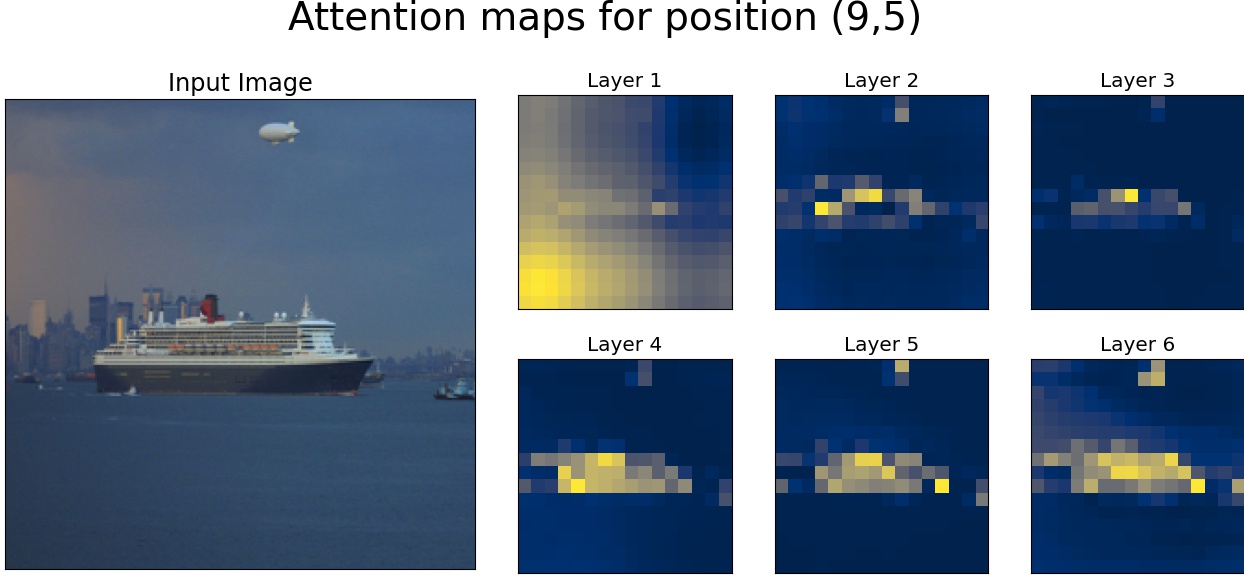 Attention maps for position (9,5)
Input Image
Layer 1
Layer 2
Layer 3
Layer 4
Layer 5
Layer 6